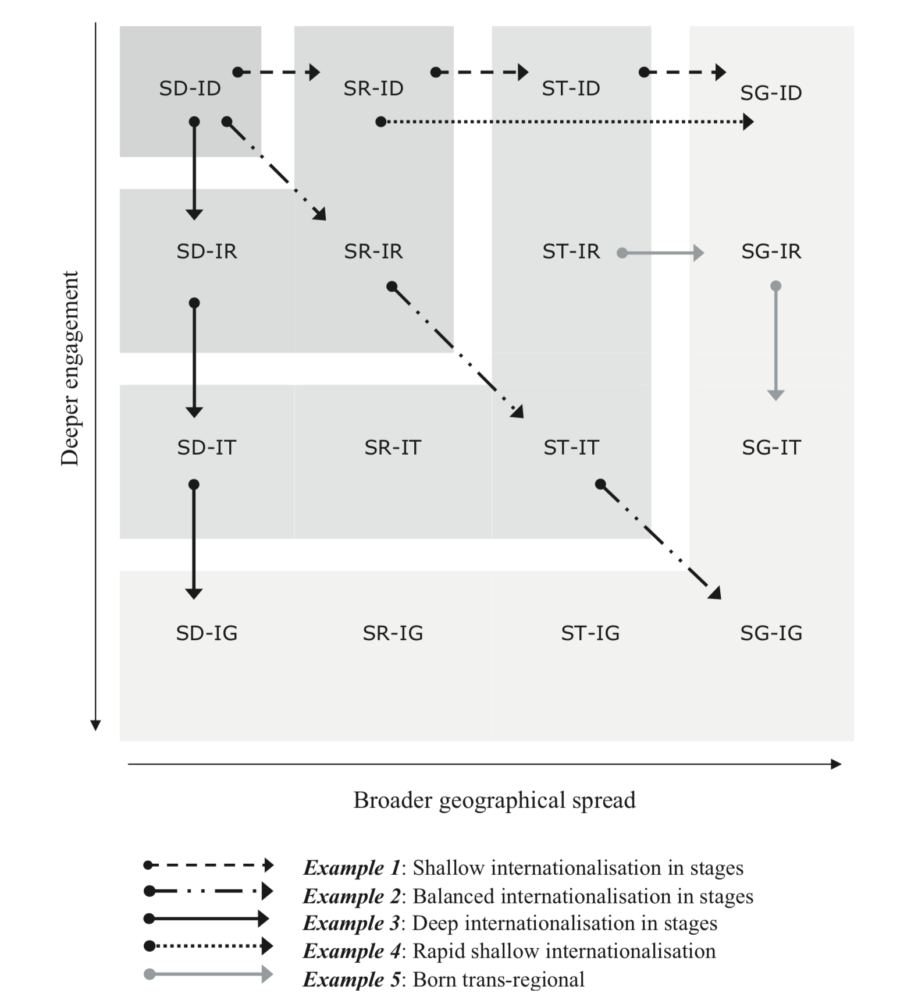 SD-ID SR-ID ST-ID SG-ID
SD-IR SR-IR ST-IR SG-IR
Deeper engagement
SD-IT SR-IT ST-IT SG-IT
SD-IG SR-IG ST-IG SG-IG
Broader geographical spread
Example 1: Shallow internationalisation in stages
Example 2: Balanced internationalisation in stages
Example 3: Deep internationalisation in stages
Example 4: Rapid shallow internationalisation
Example 5: Born trans-regional